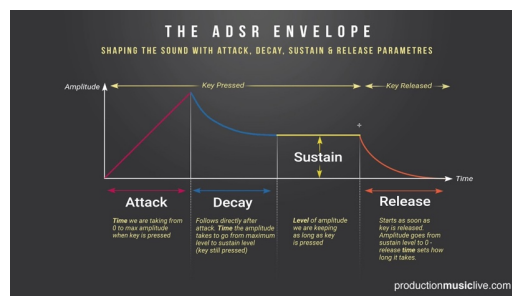 THE ADSR ENVELOPE
SHAPING THE SOUND WITH ATTACK, DECAY, SUSTAIN & RELEASE PARAMETRES
Amplitude
Key Pressed
Key Released
Sustain
Time
Attack
Time we are taking from
0 to max amplitude
when key is pressed
Decay
Follows directly after
attack. Time the amplitude
takes to go from maximum
level to sustain level
(key still pressed)
Level of amplitude
we are keeping
as long as key
is pressed
Release
Starts as soon as
key is released.
Amplitude goes from
sustain level to 0 -
release time sets how
long it takes.
productionmusiclive.com